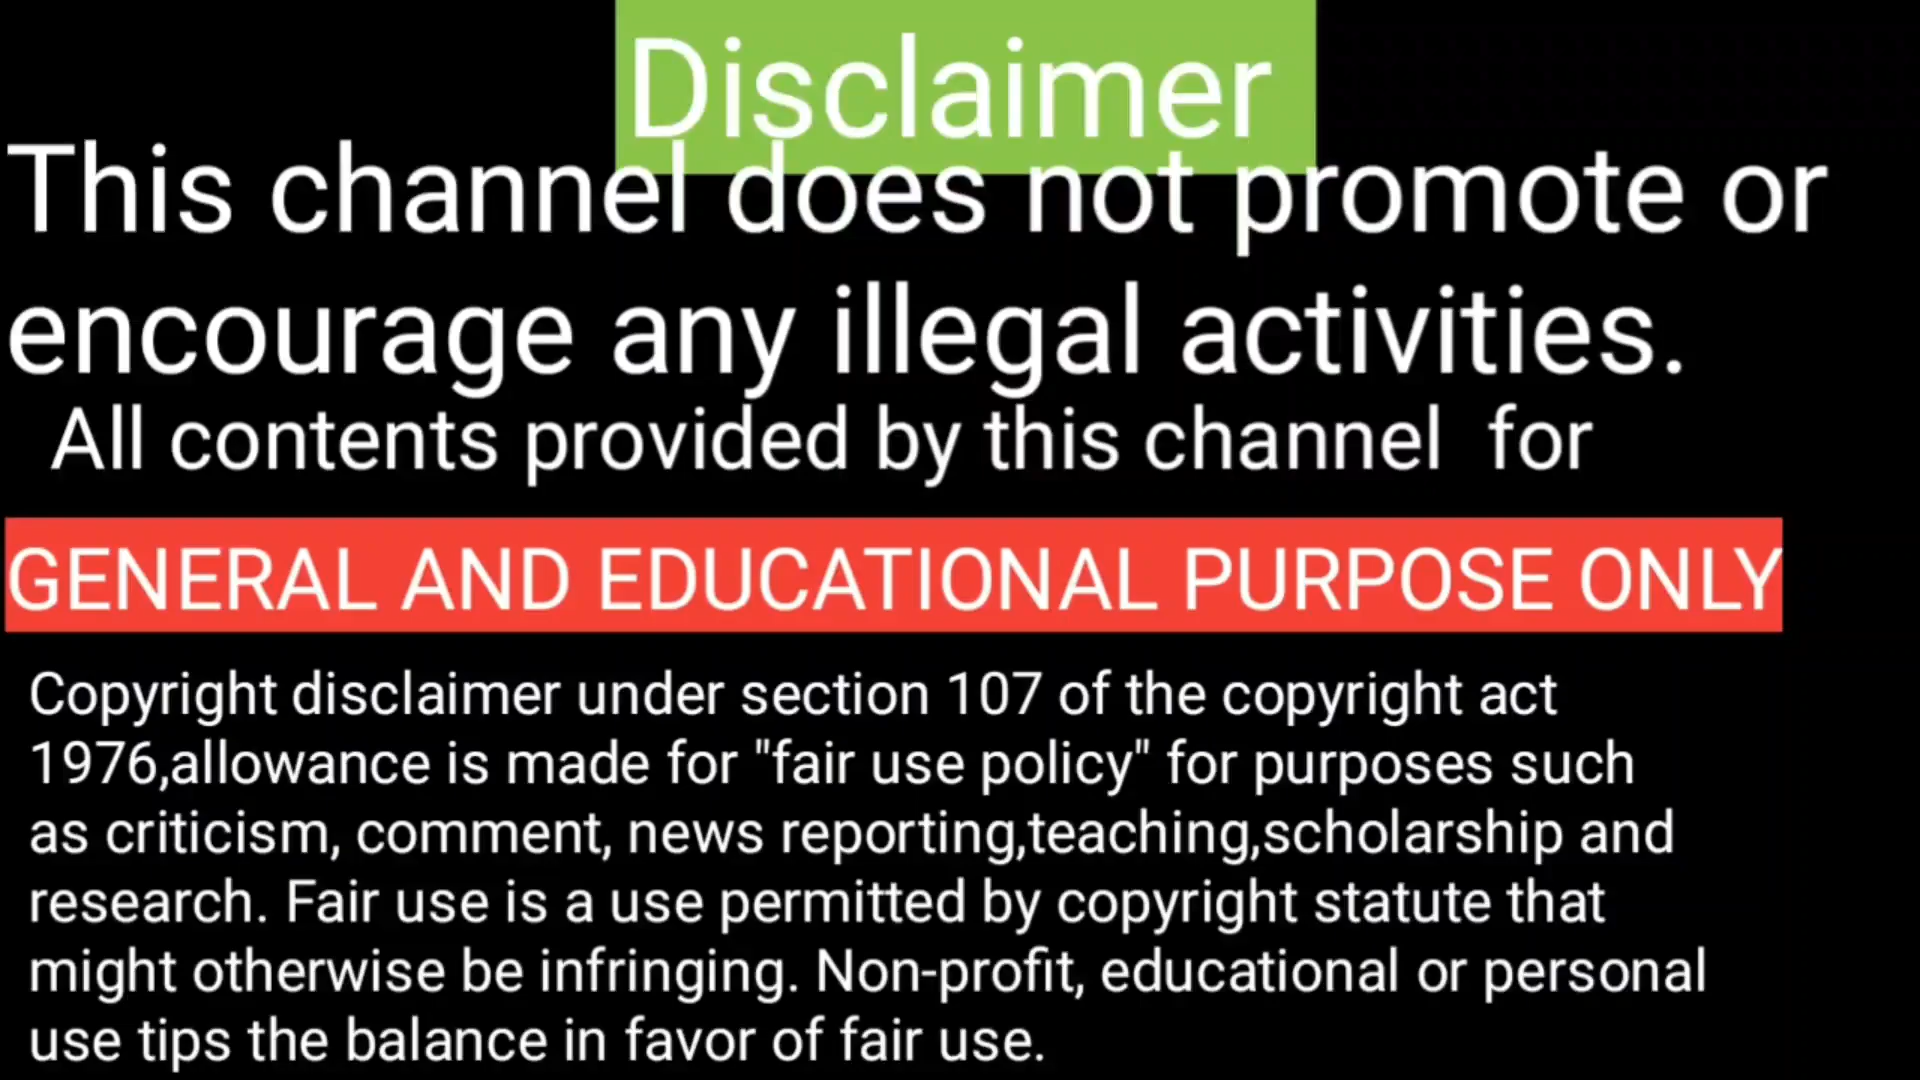 Disclaimer
This channel does not promote or
encourage any illegal activities.
All contents provided by this channel for
GENERAL AND EDUCATIONAL PURPOSE ONLY
Copyright disclaimer under section 107 of the copyright act
1976,allowance is made for "fair use policy" for purposes such
as criticism, comment, news reporting,teaching,scholarship and
research. Fair use is a use permitted by copyright statute that
might otherwise be infringing. Non-profit, educational or personal
use tips the balance in favor of fair use.